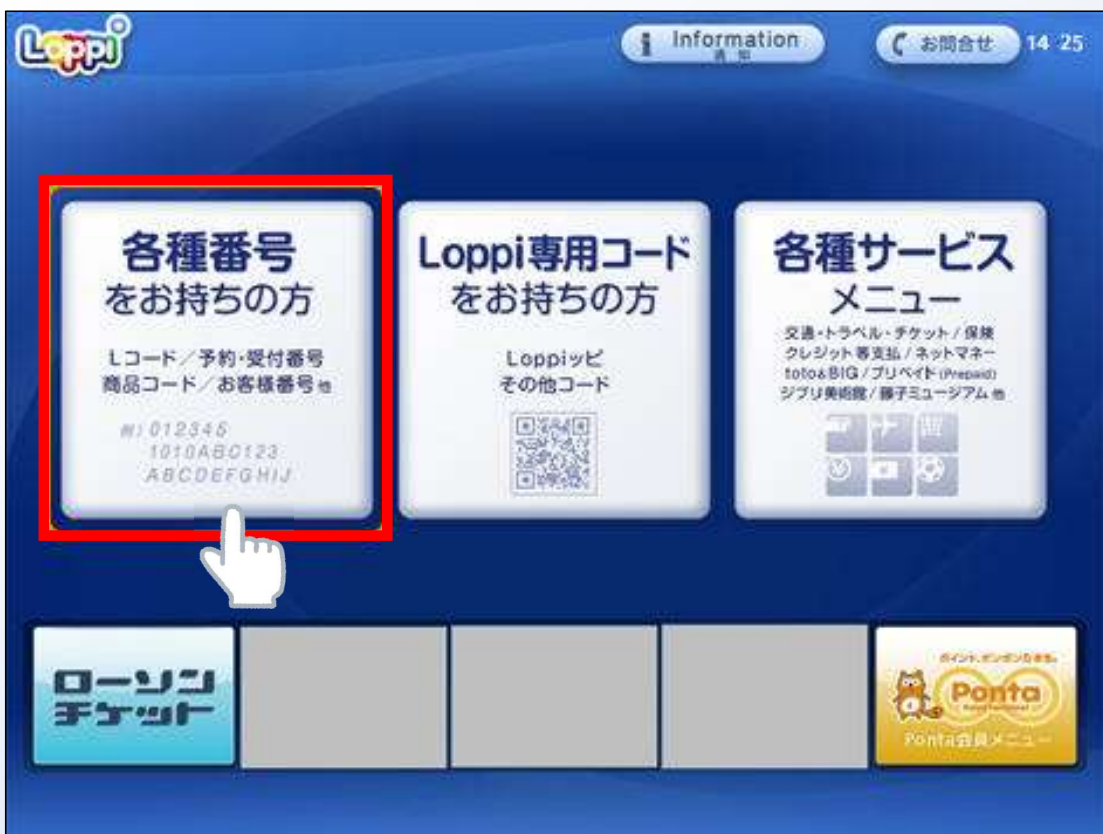 Loppi
i Information
通知
お問合せ
14 25
各種番号
をお持ちの方
Lコード／予約・受付番号
商品コード／お客様番号 他
例) 012345
1010ABC123
ABCDEFGHIJ
Loppi専用コード
をお持ちの方
Loppiッピ
その他コード
各種サービス
メニュー
交通・トラベル・チケット / 保険
クレジット等支払 / ネットマネー
toto&BIG / プリペイド (Prepaid)
ジブリ美術館 / 藤子ミュージアム 他
ローソン
チケット
Ponta
Ponta会員メニュー